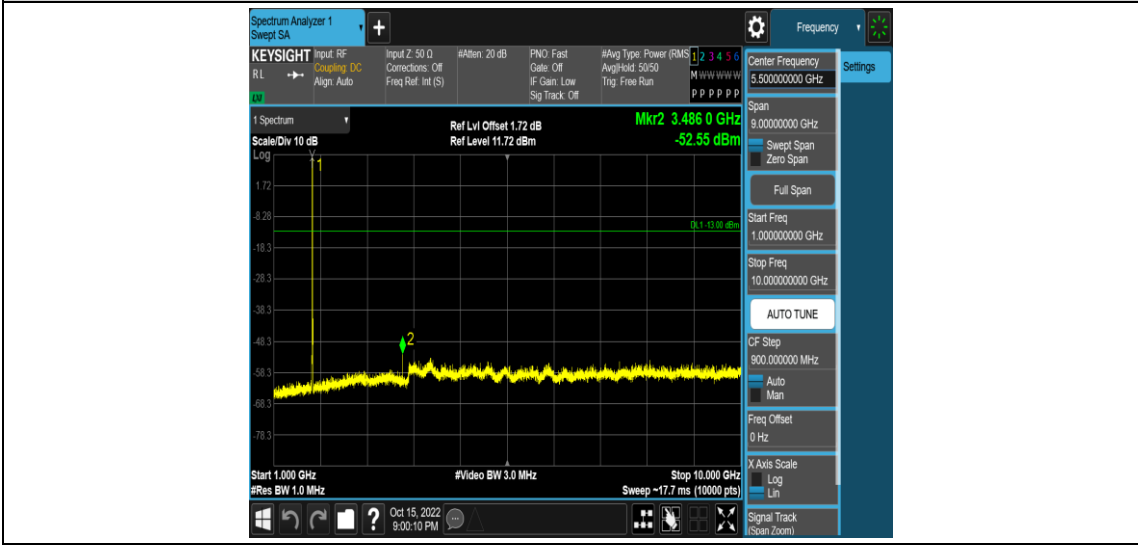 Spectrum Analyzer 1
Swept SA
+
Frequency
KEYSIGHT
R L
LM
Input: RF
Coupling: DC
Align: Auto
Input Z: 50 Ω
Corrections: Off
Freq Ref: Int (S)
#Atten: 20 dB
PNO: Fast
Gate: Off
IF Gain: Low
Sig Track: Off
#Avg Type: Power (RMS
Avg|Hold: 50/50
Trig: Free Run
1 2 3 4 5 6
M W W W W W
P P P P P P
1 Spectrum
Scale/Div 10 dB
Ref Lvl Offset 1.72 dB
Ref Level 11.72 dBm
Mkr2 3.486 0 GHz
-52.55 dBm
Log
1
1.72
-8.28
DL1 -13.00 dBm
-18.3
-28.3
-38.3
-48.3
2
-58.3
-68.3
-78.3
Start 1.000 GHz
#Video BW 3.0 MHz
Stop 10.000 GHz
#Res BW 1.0 MHz
Sweep ~17.7 ms (10000 pts)
?
Oct 15, 2022
9:00:10 PM
Center Frequency
5.500000000 GHz
Settings
Span
9.00000000 GHz
Swept Span
Zero Span
Full Span
Start Freq
1.000000000 GHz
Stop Freq
10.000000000 GHz
AUTO TUNE
CF Step
900.000000 MHz
Auto
Man
Freq Offset
0 Hz
X Axis Scale
Log
Lin
Signal Track
(Span Zoom)